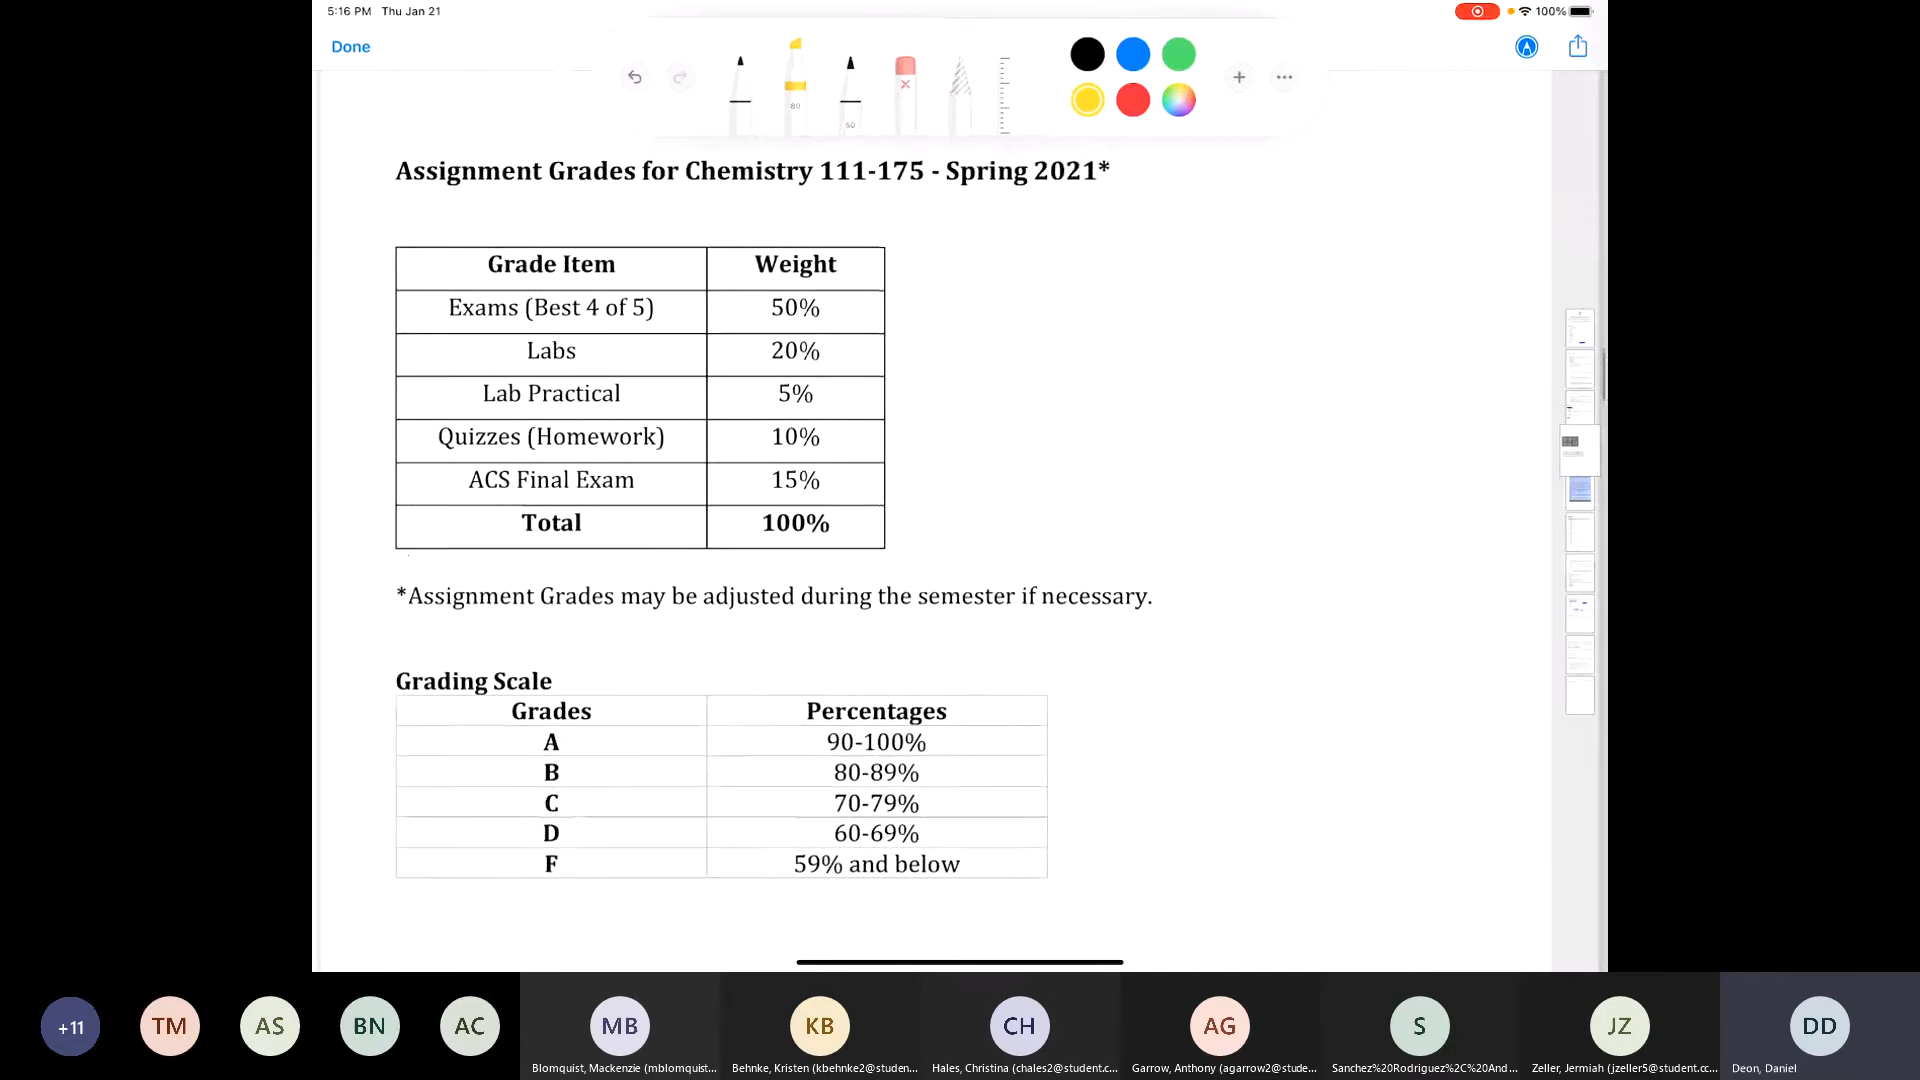 5:16 PM Thu Jan 21
100%
Done
80
50
Assignment Grades for Chemistry 111-175 - Spring 2021*
Grade Item Weight
Exams (Best 4 of 5) 50%
Labs 20%
Lab Practical 5%
Quizzes (Homework) 10%
ACS Final Exam 15%
Total 100%
*Assignment Grades may be adjusted during the semester if necessary.
Grading Scale
Grades Percentages
A 90-100%
B 80-89%
C 70-79%
D 60-69%
F 59% and below
+11 TM AS BN AC MB KB CH AG S JZ DD
Blomquist, Mackenzie (mblomquist... Behnke, Kristen (kbehnke2@studen... Hales, Christina (chales2@student.c... Garrow, Anthony (agarrow2@stude... Sanchez%20Rodriguez%2C%20And... Zeller, Jermiah (jzeller5@student.cc... Deon, Daniel